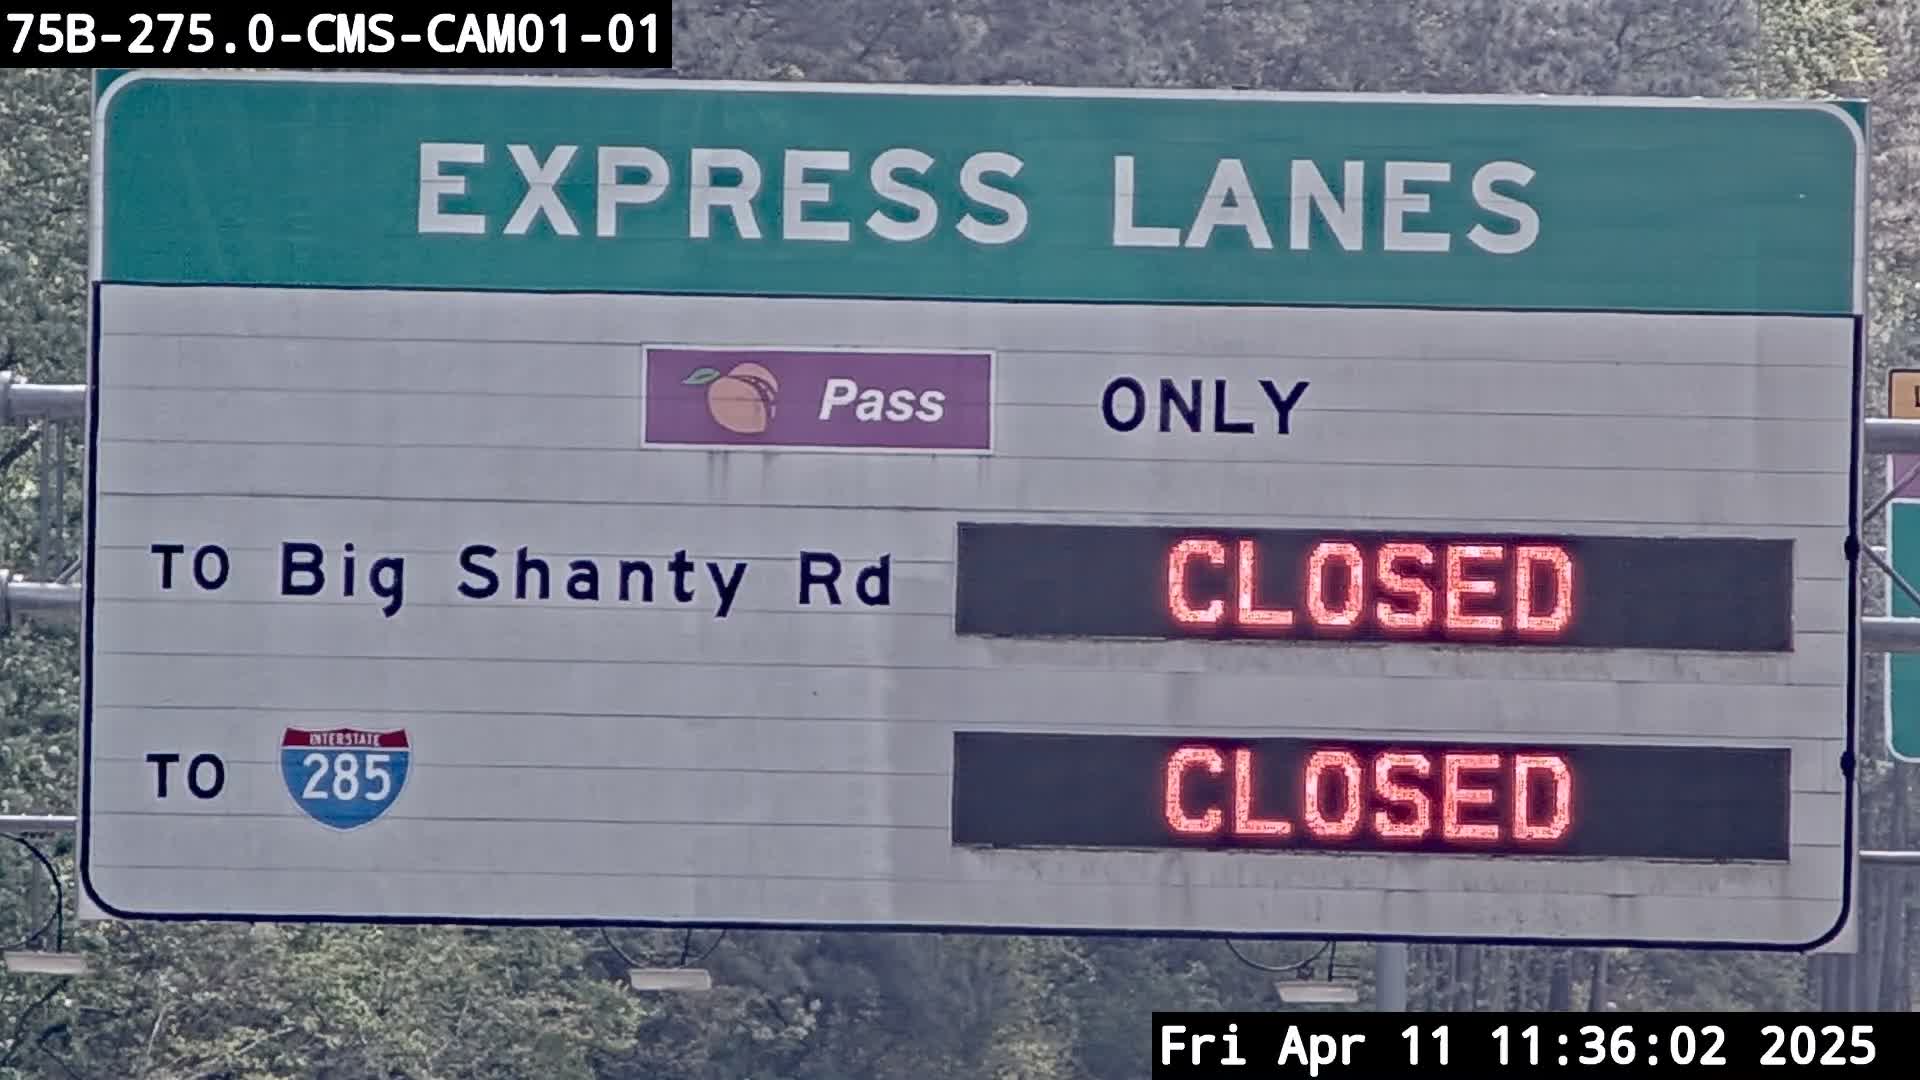 75B-275.0-CMS-CAM01-01
EXPRESS LANES
Pass ONLY
TO Big Shanty Rd CLOSED
TO INTERSTATE 285 CLOSED
Fri Apr 11 11:36:02 2025